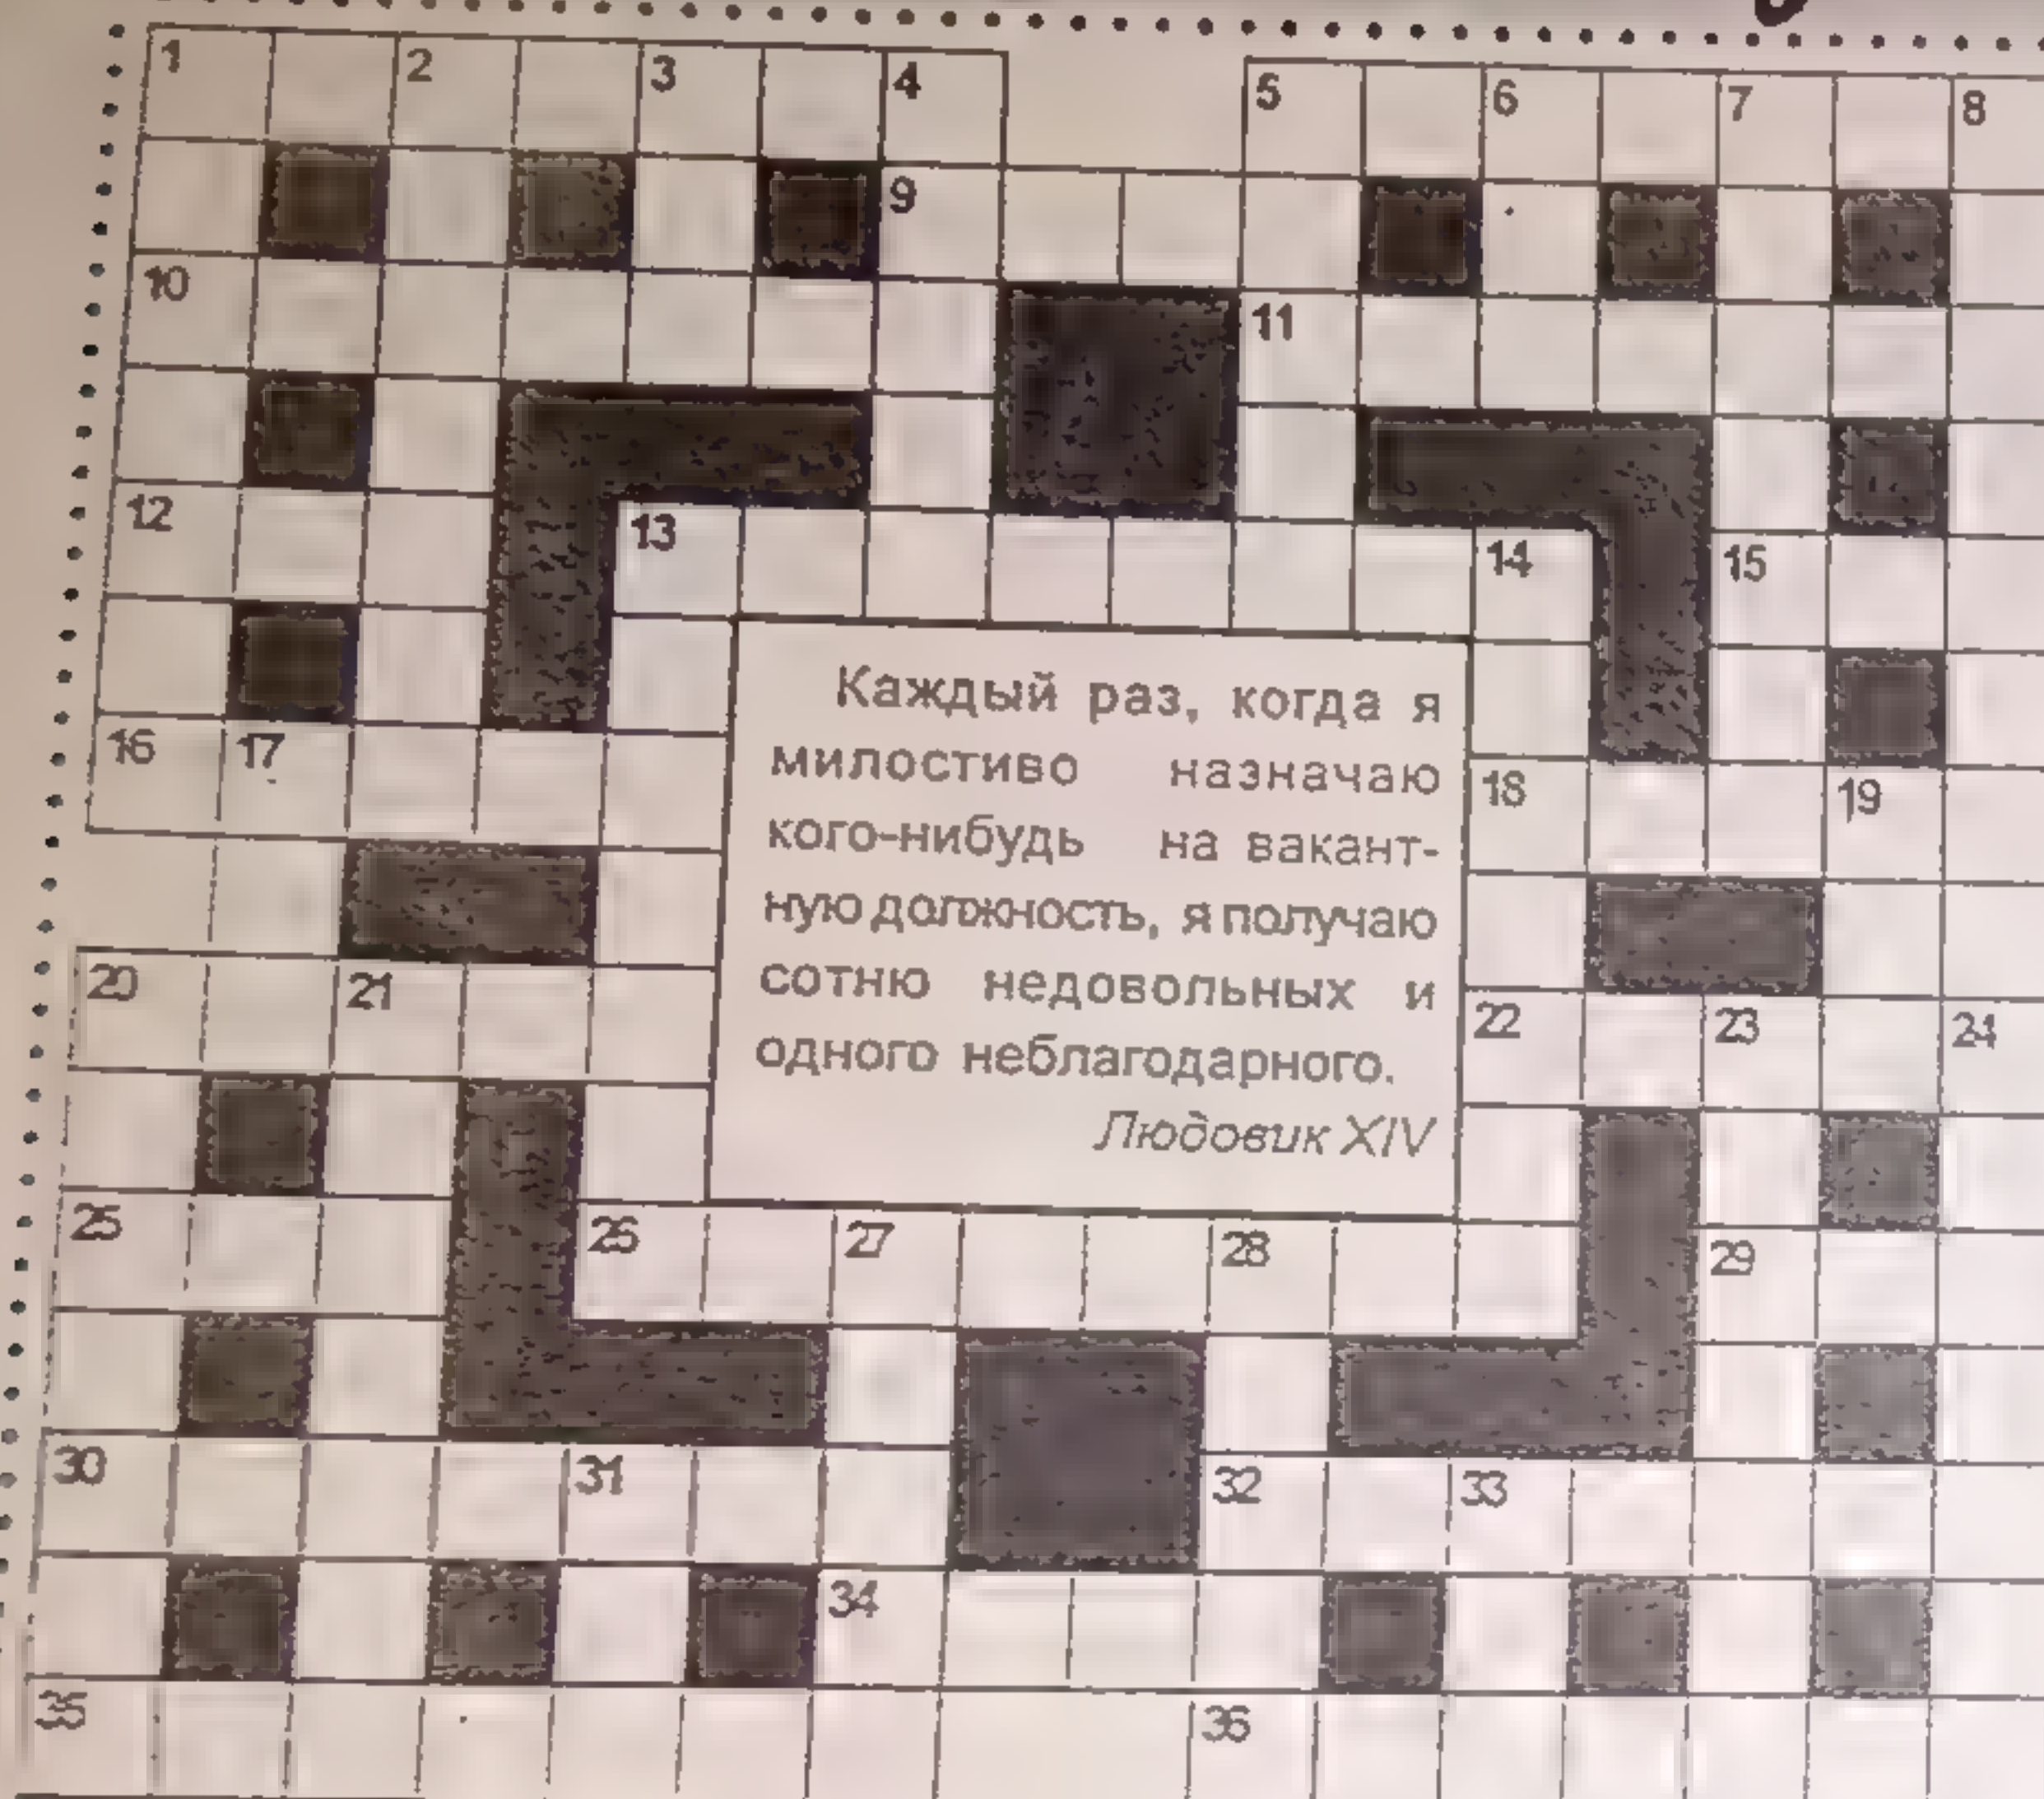 1 2 3 4 5 6 7 8
9
10 11
12 13 14 15
Каждый раз, когда я
милостиво назначаю
кого-нибудь на вакант-
ную должность, я получаю
сотню недовольных и
одного неблагодарного.
Людовик XIV
16 17 18 19
20 21 22 23 24
25 26 27 28 29
30 31 32 33
34
35 36